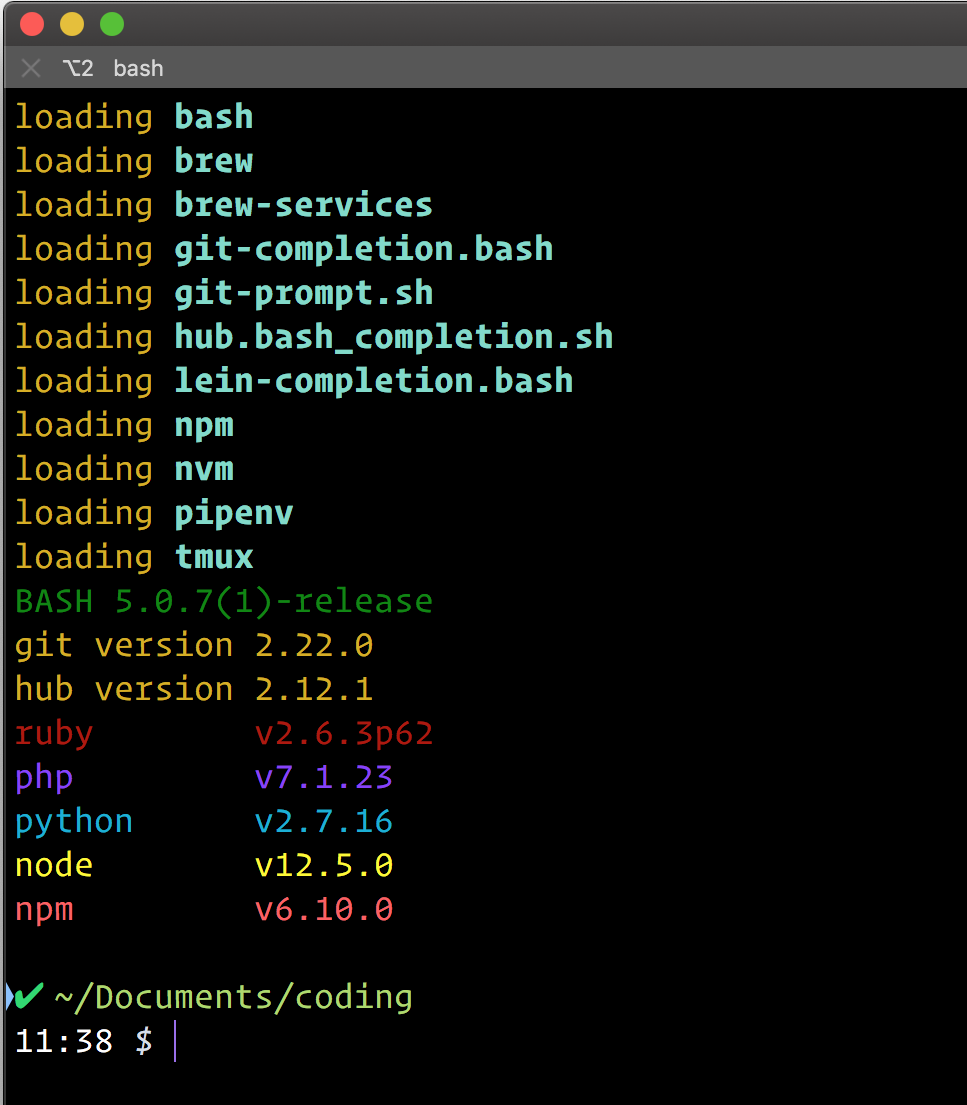 ⌥2 bash
loading bash
loading brew
loading brew-services
loading git-completion.bash
loading git-prompt.sh
loading hub.bash_completion.sh
loading lein-completion.bash
loading npm
loading nvm
loading pipenv
loading tmux
BASH 5.0.7(1)-release
git version 2.22.0
hub version 2.12.1
ruby v2.6.3p62
php v7.1.23
python v2.7.16
node v12.5.0
npm v6.10.0
✔ ~/Documents/coding
11:38 $